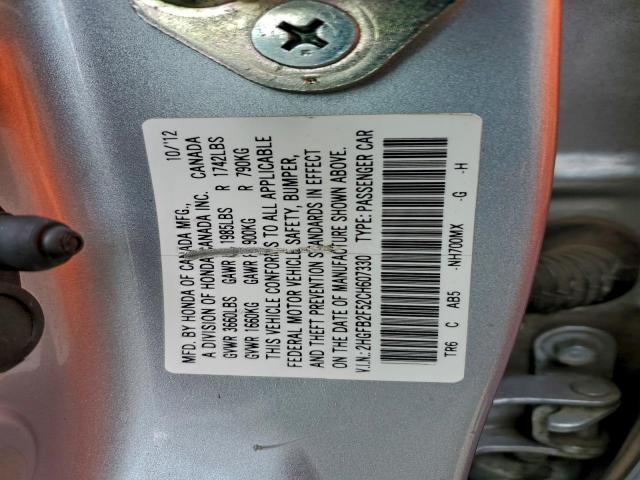 MFD. BY HONDA OF CANADA MFG., 10/12
A DIVISION OF HONDA CANADA INC. CANADA
GVWR 3660LBS GAWR F 1985LBS R 1742LBS
GVWR 1660KG GAWR F 900KG R 790KG
THIS VEHICLE CONFORMS TO ALL APPLICABLE
FEDERAL MOTOR VEHICLE SAFETY, BUMPER,
AND THEFT PREVENTION STANDARDS IN EFFECT
ON THE DATE OF MANUFACTURE SHOWN ABOVE.
V.I.N.: 2HGFB2F52CH607330 TYPE: PASSENGER CAR
TR6 C AB5 -NH700MX -G -H